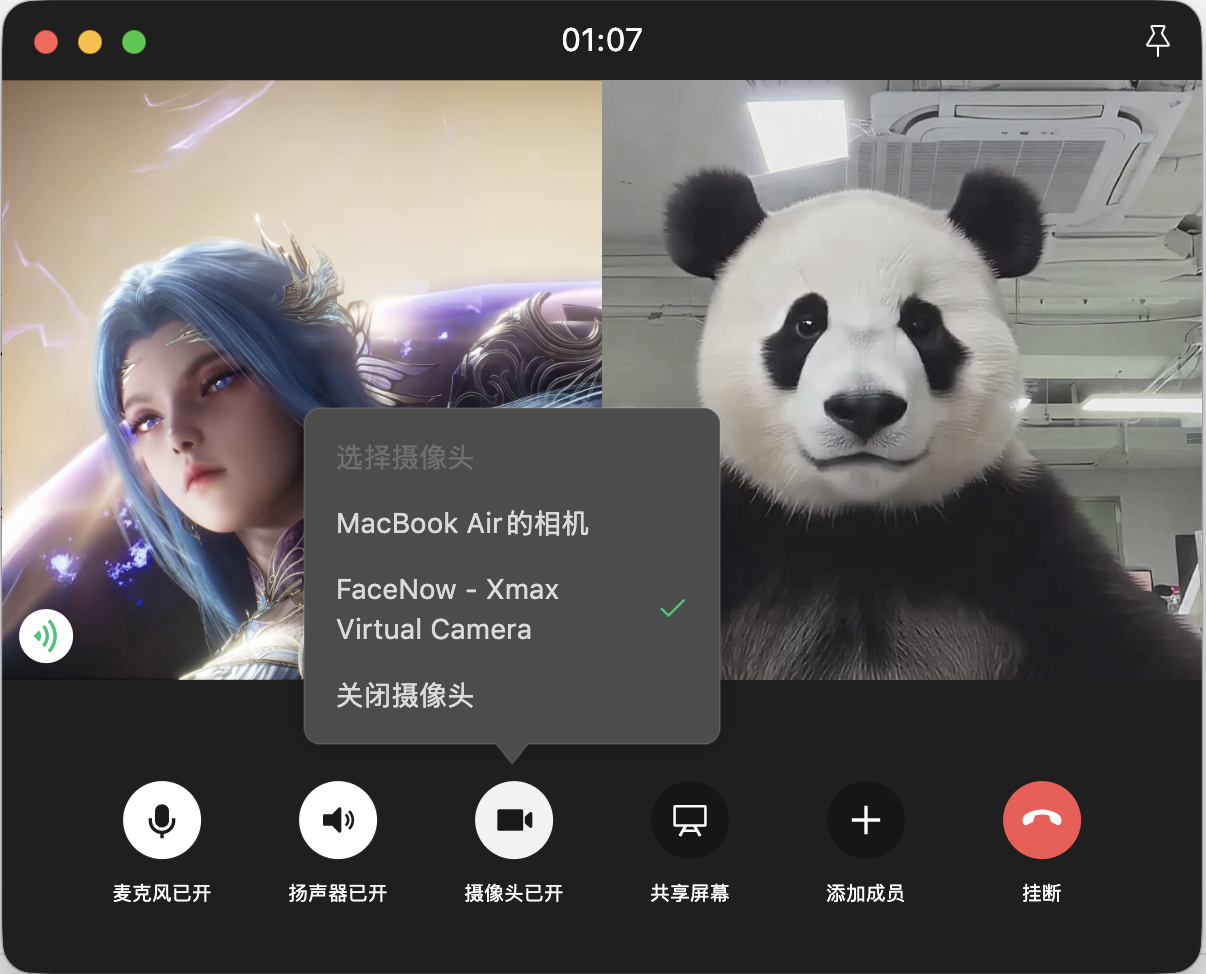 01:07
选择摄像头
MacBook Air的相机
FaceNow - Xmax
Virtual Camera
关闭摄像头
麦克风已开
扬声器已开
摄像头已开
共享屏幕
添加成员
挂断